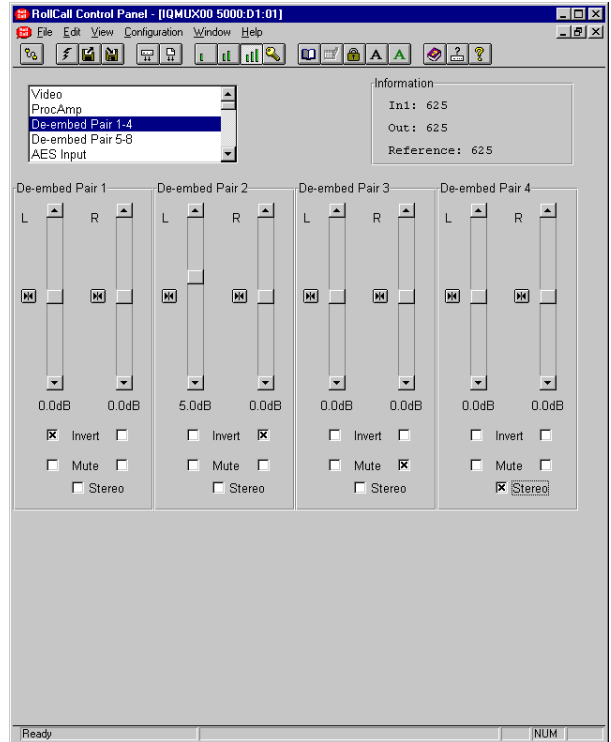 RollCall Control Panel - [IQMUX00 5000:D1:01]
File Edit View Configuration Window Help
A A
Video
ProcAmp
De-embed Pair 1-4
De-embed Pair 5-8
AES Input
Information
In1: 625
Out: 625
Reference: 625
De-embed Pair 1 De-embed Pair 2 De-embed Pair 3 De-embed Pair 4
L R L R L R L R
0.0dB 0.0dB 5.0dB 0.0dB 0.0dB 0.0dB 0.0dB 0.0dB
Invert Invert Invert Invert
Mute Mute Mute Mute
Stereo Stereo Stereo Stereo
Ready NUM